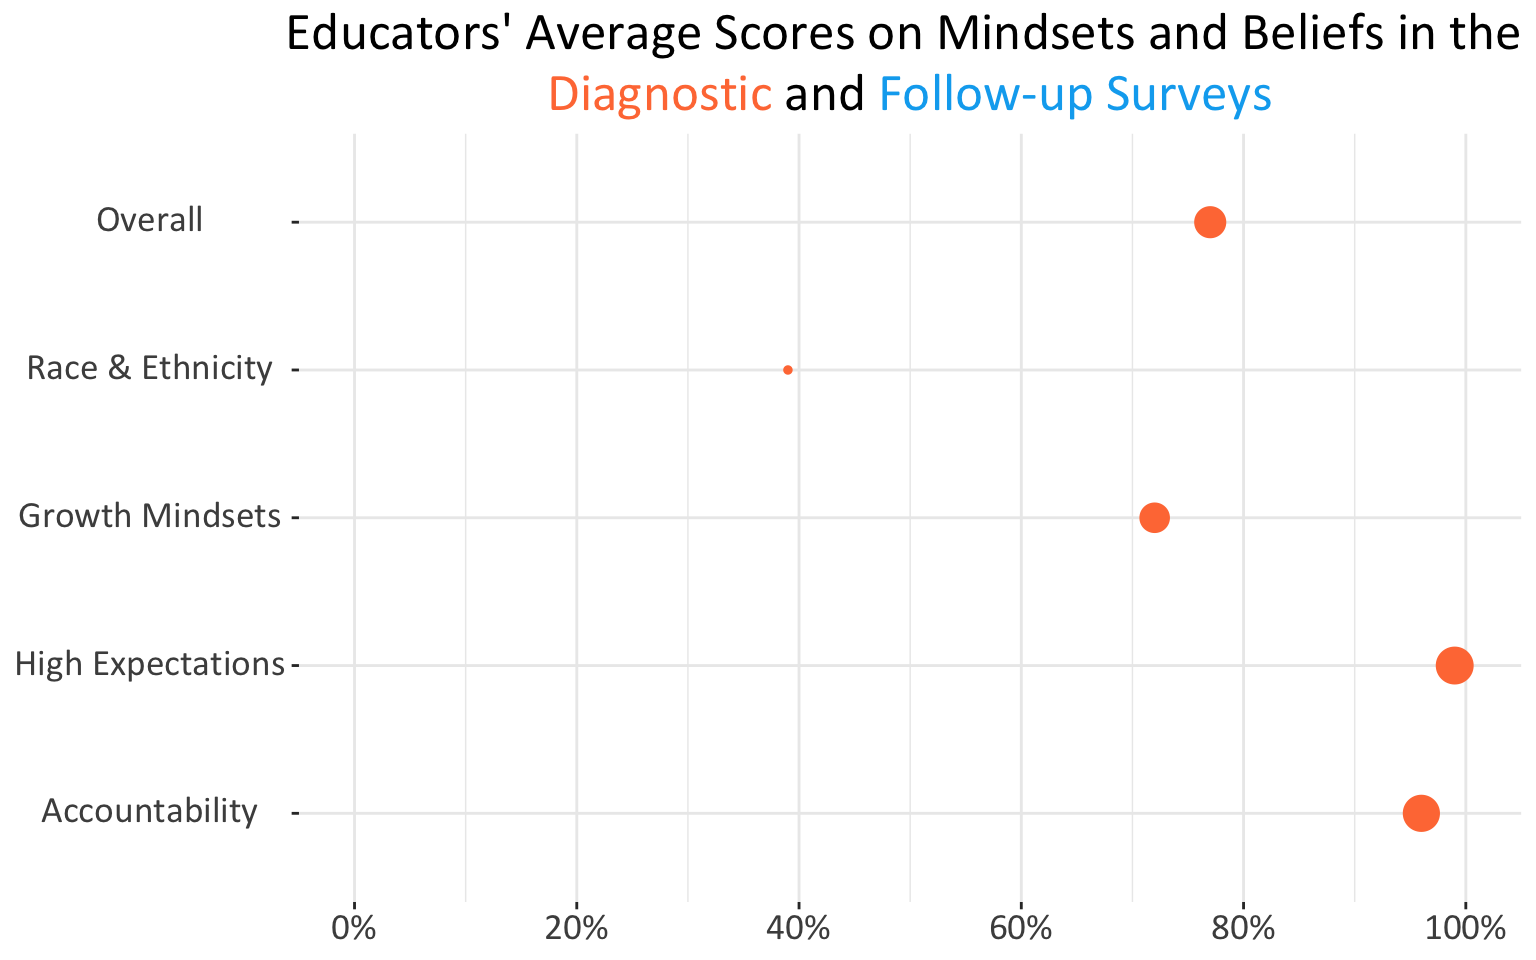 Educators' Average Scores on Mindsets and Beliefs in the
Diagnostic and Follow-up Surveys
Overall
Race & Ethnicity
Growth Mindsets
High Expectations
Accountability
0% 20% 40% 60% 80% 100%